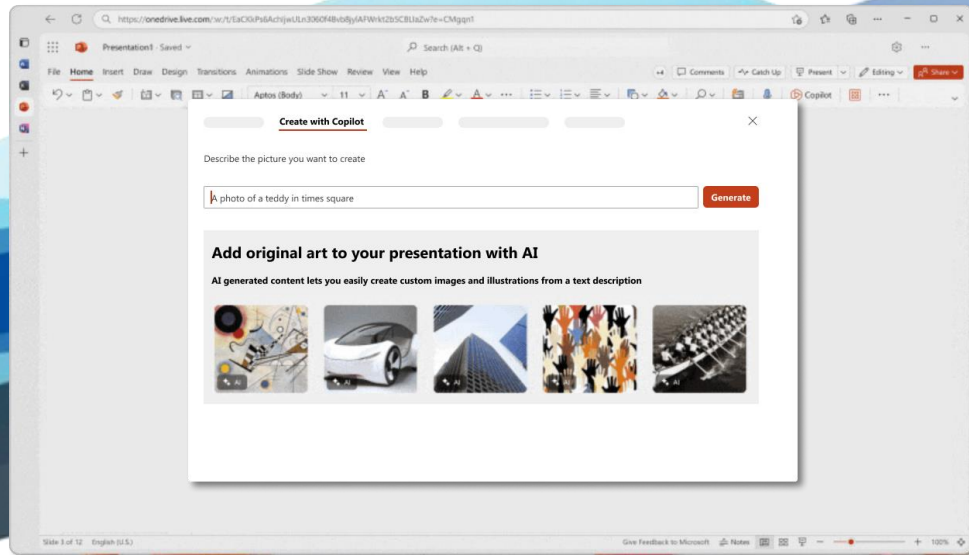 https://onedrive.live.com/:w:/t/EaCKkPs6AchijwULn3060f48vb8jylAFWrkt2b5CBUaZw?e=CMgqn1
Presentation1 · Saved
Search (Alt + Q)
File Home Insert Draw Design Transitions Animations Slide Show Review View Help
Comments Catch Up Present Editing Share
Aptos (Body) 11 A A B A Copilot
Create with Copilot
Describe the picture you want to create
A photo of a teddy in times square
Generate
Add original art to your presentation with AI
AI generated content lets you easily create custom images and illustrations from a text description
AI AI AI AI AI
Slide 3 of 12 English (U.S.) Give Feedback to Microsoft Notes 100%